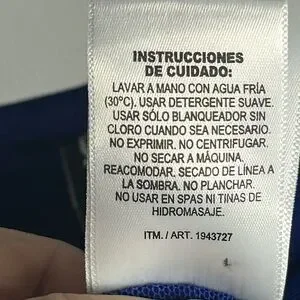 INSTRUCCIONES
DE CUIDADO:
LAVAR A MANO CON AGUA FRÍA
(30ºC). USAR DETERGENTE SUAVE.
USAR SÓLO BLANQUEADOR SIN
CLORO CUANDO SEA NECESARIO.
NO EXPRIMIR. NO CENTRIFUGAR.
NO SECAR A MÁQUINA.
REACOMODAR. SECADO DE LÍNEA A
LA SOMBRA. NO PLANCHAR.
NO USAR EN SPAS NI TINAS DE
HIDROMASAJE.
ITM. / ART. 1943727